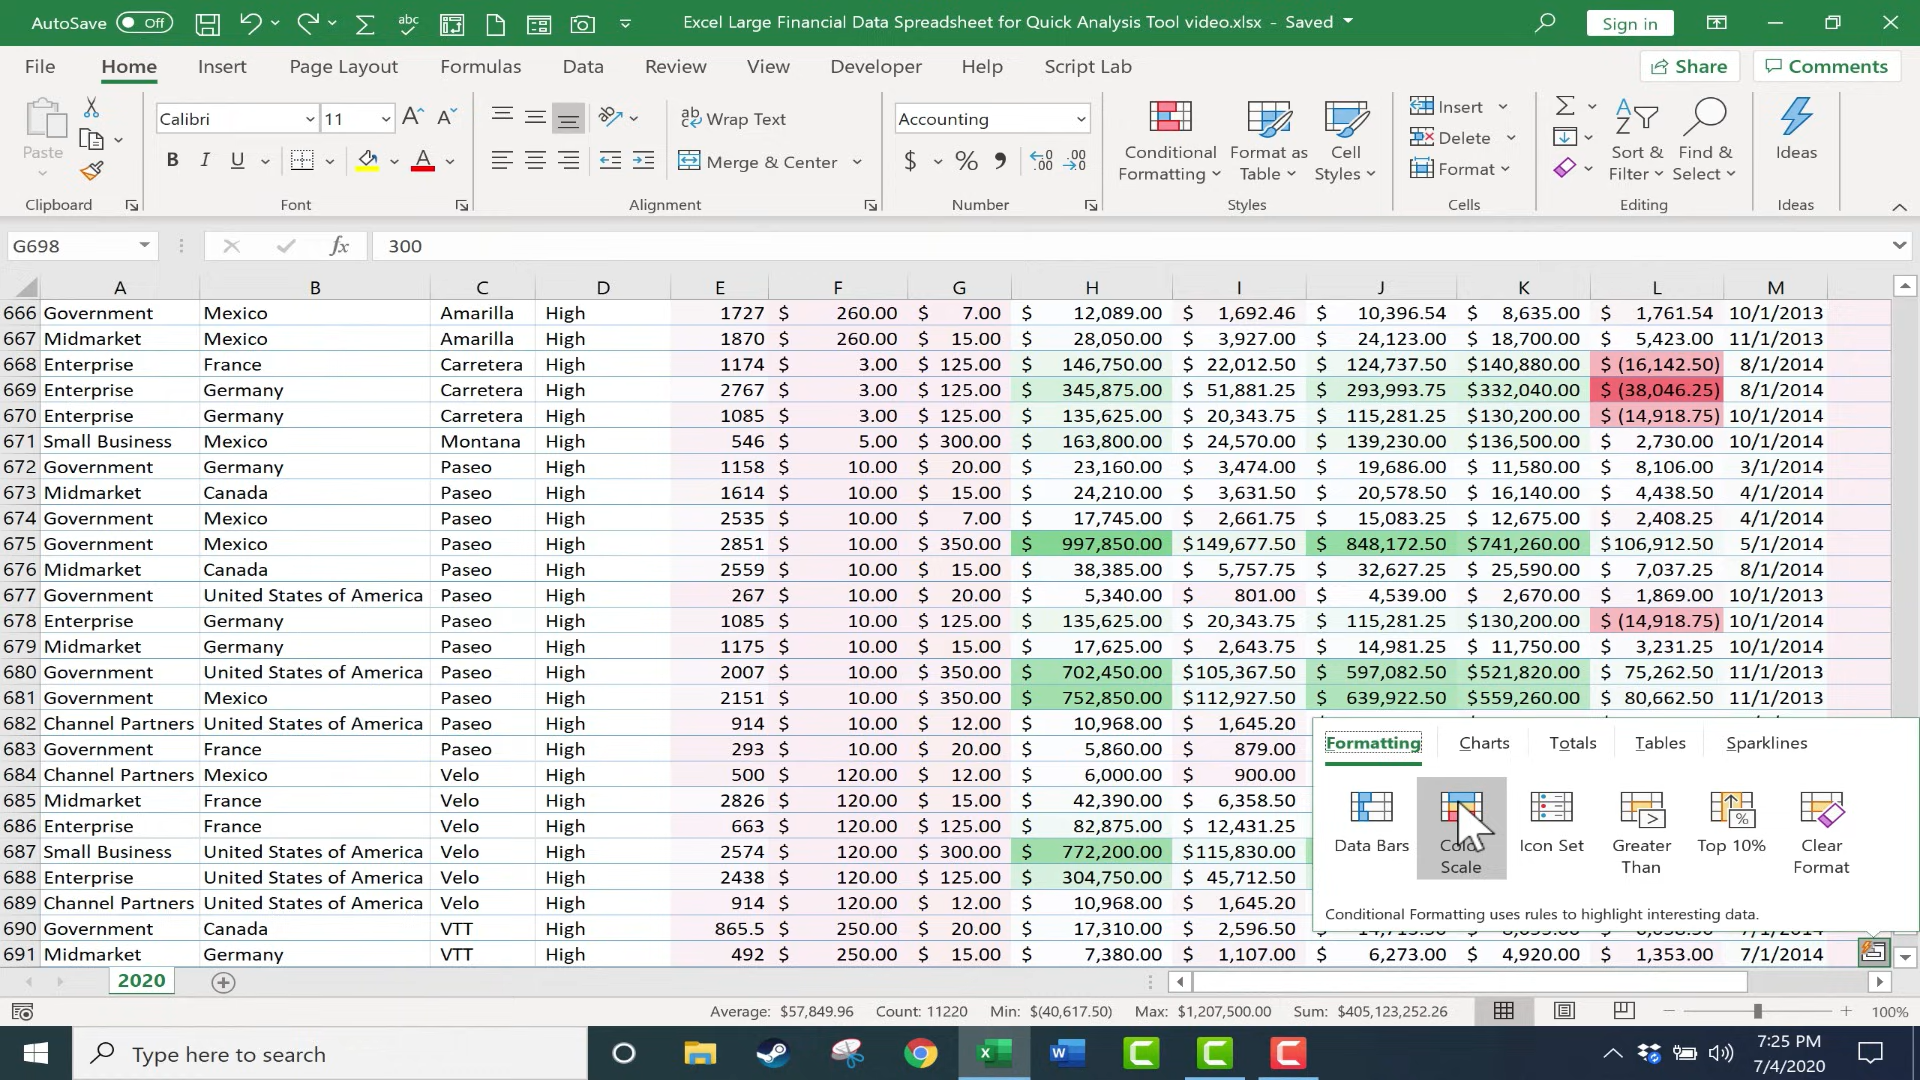 AutoSave Off Excel Large Financial Data Spreadsheet for Quick Analysis Tool video.xlsx - Saved Sign in
File Home Insert Page Layout Formulas Data Review View Developer Help Script Lab Share Comments
Calibri 11 Wrap Text Accounting Insert
Paste B I U A Merge & Center $ % , Conditional Formatting Format as Table Cell Styles Delete Format Sort & Filter Find & Select Ideas
Clipboard Font Alignment Number Styles Cells Editing Ideas
G698 fx 300
A B C D E F G H I J K L M
666 Government Mexico Amarilla High 1727 $ 260.00 $ 7.00 $ 12,089.00 $ 1,692.46 $ 10,396.54 $ 8,635.00 $ 1,761.54 10/1/2013
667 Midmarket Mexico Amarilla High 1870 $ 260.00 $ 15.00 $ 28,050.00 $ 3,927.00 $ 24,123.00 $ 18,700.00 $ 5,423.00 11/1/2013
668 Enterprise France Carretera High 1174 $ 3.00 $ 125.00 $ 146,750.00 $ 22,012.50 $ 124,737.50 $140,880.00 $ (16,142.50) 8/1/2014
669 Enterprise Germany Carretera High 2767 $ 3.00 $ 125.00 $ 345,875.00 $ 51,881.25 $ 293,993.75 $332,040.00 $ (38,046.25) 8/1/2014
670 Enterprise Germany Carretera High 1085 $ 3.00 $ 125.00 $ 135,625.00 $ 20,343.75 $ 115,281.25 $130,200.00 $ (14,918.75) 10/1/2014
671 Small Business Mexico Montana High 546 $ 5.00 $ 300.00 $ 163,800.00 $ 24,570.00 $ 139,230.00 $136,500.00 $ 2,730.00 10/1/2014
672 Government Germany Paseo High 1158 $ 10.00 $ 20.00 $ 23,160.00 $ 3,474.00 $ 19,686.00 $ 11,580.00 $ 8,106.00 3/1/2014
673 Midmarket Canada Paseo High 1614 $ 10.00 $ 15.00 $ 24,210.00 $ 3,631.50 $ 20,578.50 $ 16,140.00 $ 4,438.50 4/1/2014
674 Government Mexico Paseo High 2535 $ 10.00 $ 7.00 $ 17,745.00 $ 2,661.75 $ 15,083.25 $ 12,675.00 $ 2,408.25 4/1/2014
675 Government Mexico Paseo High 2851 $ 10.00 $ 350.00 $ 997,850.00 $149,677.50 $ 848,172.50 $741,260.00 $106,912.50 5/1/2014
676 Midmarket Canada Paseo High 2559 $ 10.00 $ 15.00 $ 38,385.00 $ 5,757.75 $ 32,627.25 $ 25,590.00 $ 7,037.25 8/1/2014
677 Government United States of America Paseo High 267 $ 10.00 $ 20.00 $ 5,340.00 $ 801.00 $ 4,539.00 $ 2,670.00 $ 1,869.00 10/1/2013
678 Enterprise Germany Paseo High 1085 $ 10.00 $ 125.00 $ 135,625.00 $ 20,343.75 $ 115,281.25 $130,200.00 $ (14,918.75) 10/1/2014
679 Midmarket Germany Paseo High 1175 $ 10.00 $ 15.00 $ 17,625.00 $ 2,643.75 $ 14,981.25 $ 11,750.00 $ 3,231.25 10/1/2014
680 Government United States of America Paseo High 2007 $ 10.00 $ 350.00 $ 702,450.00 $105,367.50 $ 597,082.50 $521,820.00 $ 75,262.50 11/1/2013
681 Government Mexico Paseo High 2151 $ 10.00 $ 350.00 $ 752,850.00 $112,927.50 $ 639,922.50 $559,260.00 $ 80,662.50 11/1/2013
682 Channel Partners United States of America Paseo High 914 $ 10.00 $ 12.00 $ 10,968.00 $ 1,645.20
683 Government France Paseo High 293 $ 10.00 $ 20.00 $ 5,860.00 $ 879.00
684 Channel Partners Mexico Velo High 500 $ 120.00 $ 12.00 $ 6,000.00 $ 900.00
685 Midmarket France Velo High 2826 $ 120.00 $ 15.00 $ 42,390.00 $ 6,358.50
686 Enterprise France Velo High 663 $ 120.00 $ 125.00 $ 82,875.00 $ 12,431.25
687 Small Business United States of America Velo High 2574 $ 120.00 $ 300.00 $ 772,200.00 $115,830.00
688 Enterprise United States of America Velo High 2438 $ 120.00 $ 125.00 $ 304,750.00 $ 45,712.50
689 Channel Partners United States of America Velo High 914 $ 120.00 $ 12.00 $ 10,968.00 $ 1,645.20
690 Government Canada VTT High 865.5 $ 250.00 $ 20.00 $ 17,310.00 $ 2,596.50
691 Midmarket Germany VTT High 492 $ 250.00 $ 15.00 $ 7,380.00 $ 1,107.00 $ 6,273.00 $ 4,920.00 $ 1,353.00 7/1/2014
Formatting Charts Totals Tables Sparklines
Data Bars Scale Icon Set Greater Than Top 10% Clear Format
Conditional Formatting uses rules to highlight interesting data.
2020
Average: $57,849.96 Count: 11220 Min: $(40,617.50) Max: $1,207,500.00 Sum: $405,123,252.26 100%
Type here to search 7:25 PM
7/4/2020